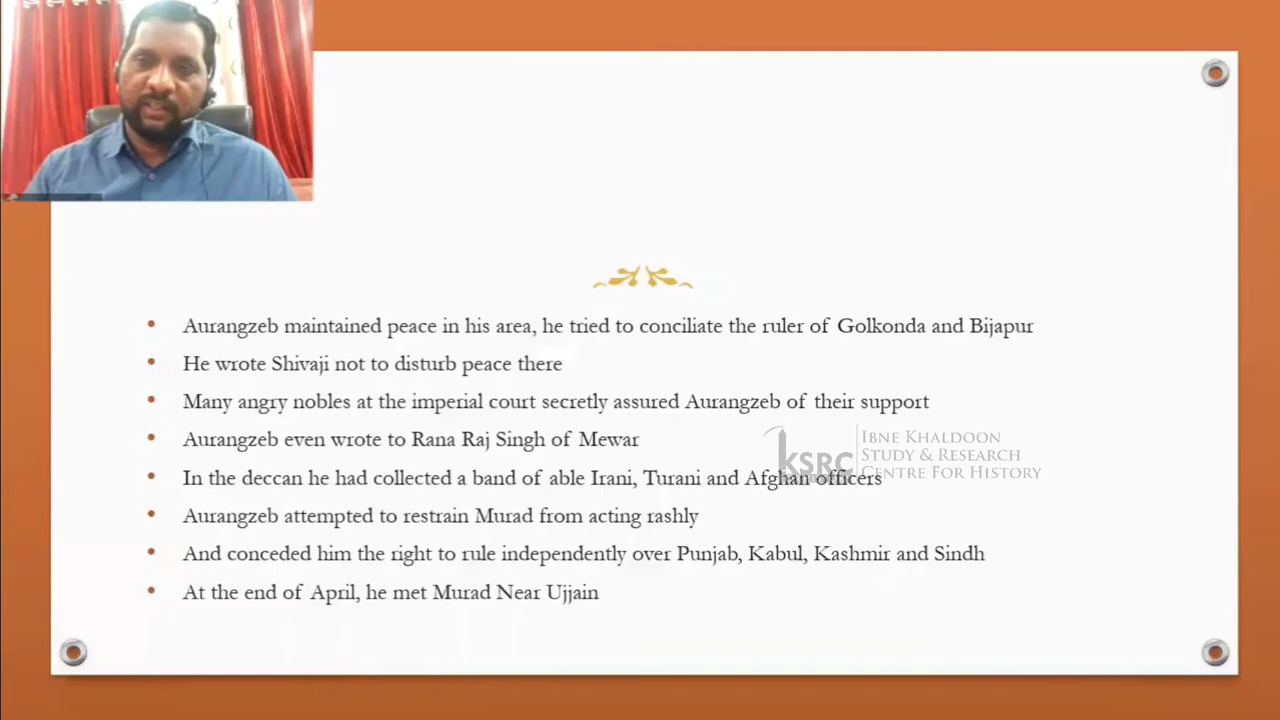 Aurangzeb maintained peace in his area, he tried to conciliate the ruler of Golkonda and Bijapur
He wrote Shivaji not to disturb peace there
Many angry nobles at the imperial court secretly assured Aurangzeb of their support
Aurangzeb even wrote to Rana Raj Singh of Mewar
In the deccan he had collected a band of able Irani, Turani and Afghan officers
Aurangzeb attempted to restrain Murad from acting rashly
And conceded him the right to rule independently over Punjab, Kabul, Kashmir and Sindh
At the end of April, he met Murad Near Ujjain
KSRC
IBNE KHALDOON
STUDY & RESEARCH
CENTRE FOR HISTORY